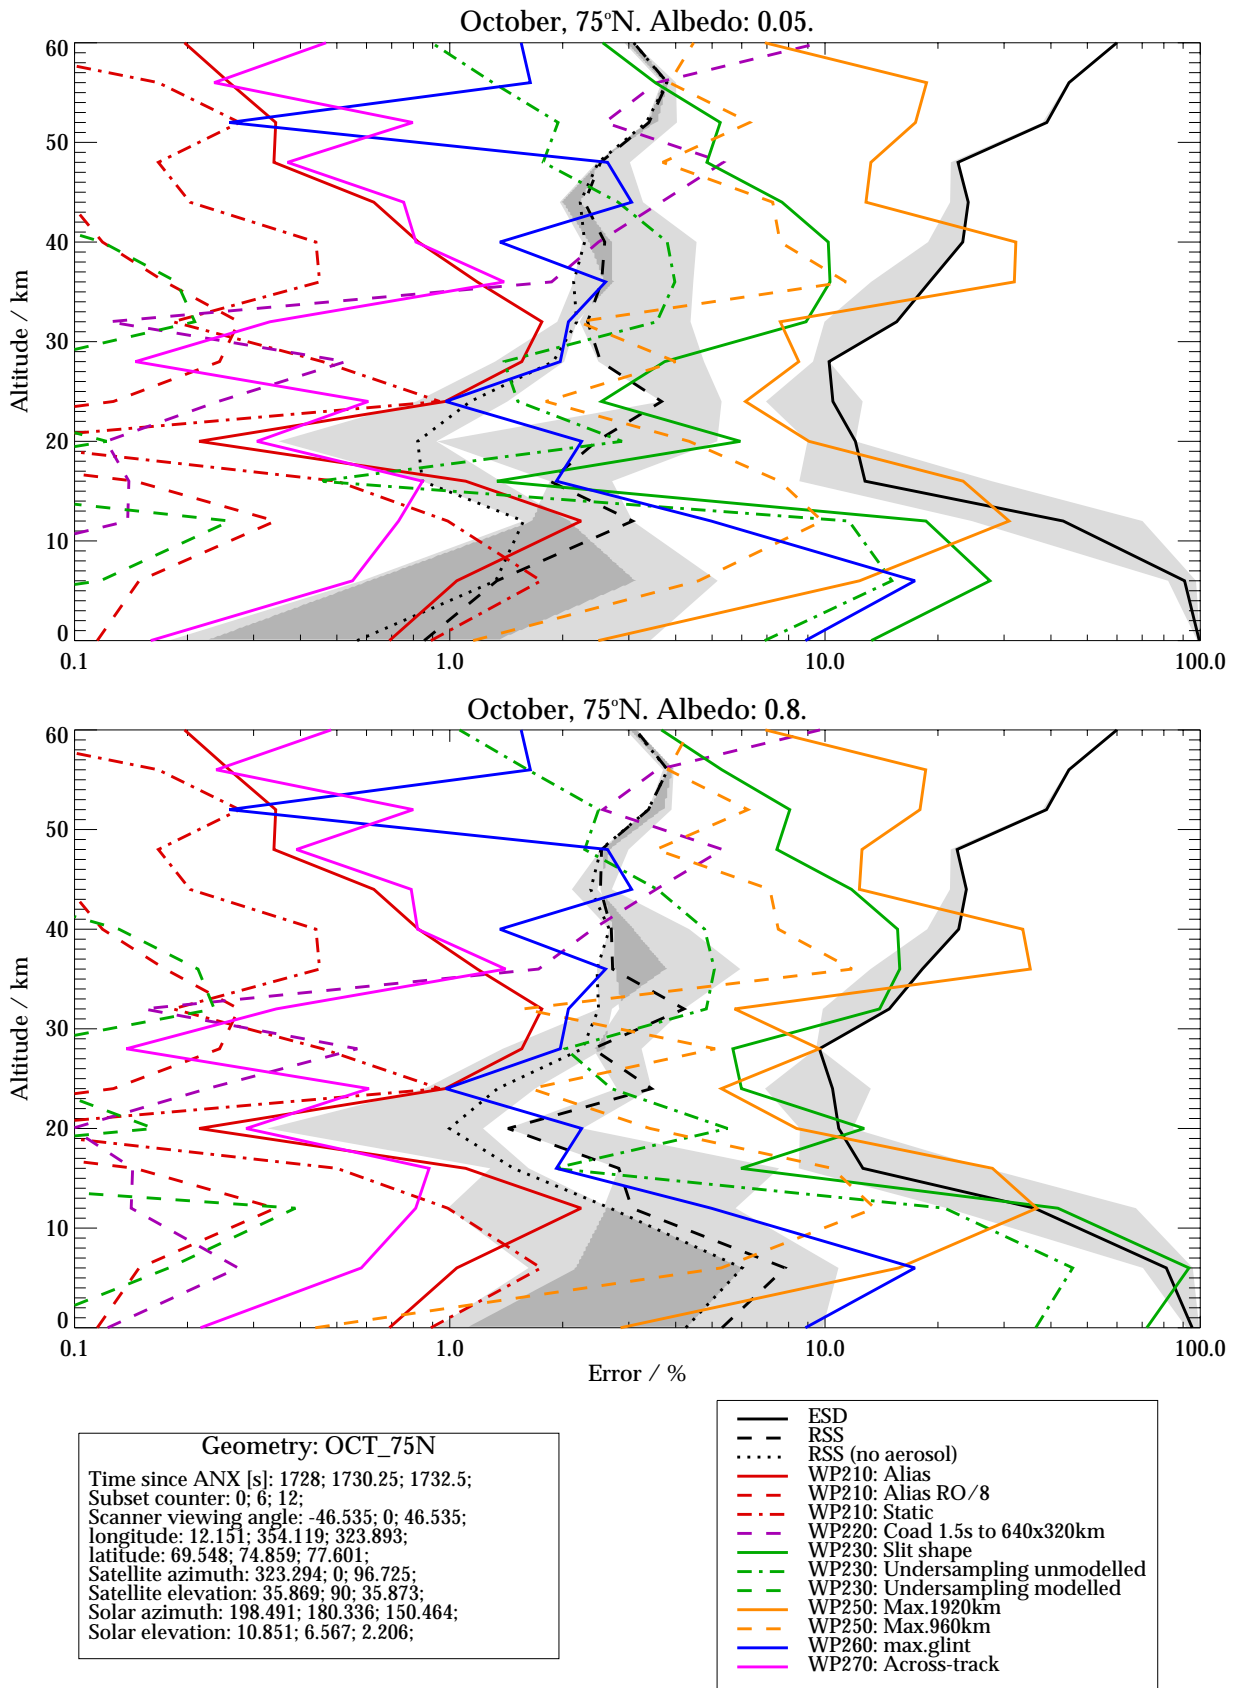 October, 75°N. Albedo: 0.05.
60
50
40
30
20
10
0
Altitude / km
0.1 1.0 10.0 100.0
October, 75°N. Albedo: 0.8.
60
50
40
30
20
10
0
Altitude / km
0.1 1.0 10.0 100.0
Error / %
Geometry: OCT_75N
Time since ANX [s]: 1728; 1730.25; 1732.5;
Subset counter: 0; 6; 12;
Scanner viewing angle: -46.535; 0; 46.535;
longitude: 12.151; 354.119; 323.893;
latitude: 69.548; 74.859; 77.601;
Satellite azimuth: 323.294; 0; 96.725;
Satellite elevation: 35.869; 90; 35.873;
Solar azimuth: 198.491; 180.336; 150.464;
Solar elevation: 10.851; 6.567; 2.206;
ESD
RSS
RSS (no aerosol)
WP210: Alias
WP210: Alias RO/8
WP210: Static
WP220: Coad 1.5s to 640x320km
WP230: Slit shape
WP230: Undersampling unmodelled
WP230: Undersampling modelled
WP250: Max.1920km
WP250: Max.960km
WP260: max.glint
WP270: Across-track